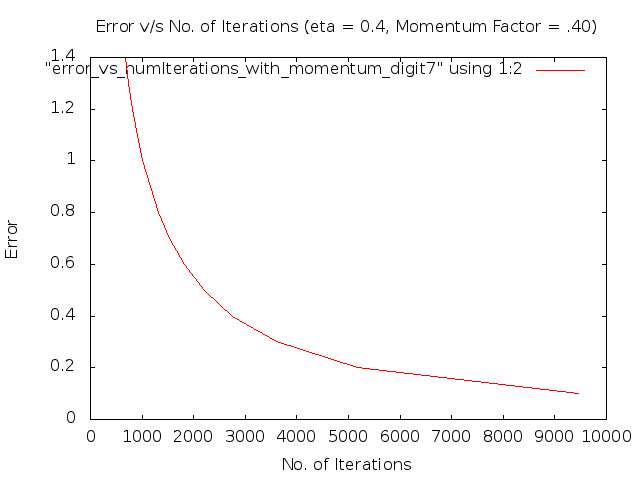 Error v/s No. of Iterations (eta = 0.4, Momentum Factor = .40)
"error_vs_numIterations_with_momentum_digit7" using 1:2
1.4
1.2
1
0.8
0.6
0.4
0.2
0
Error
0 1000 2000 3000 4000 5000 6000 7000 8000 9000 10000
No. of Iterations